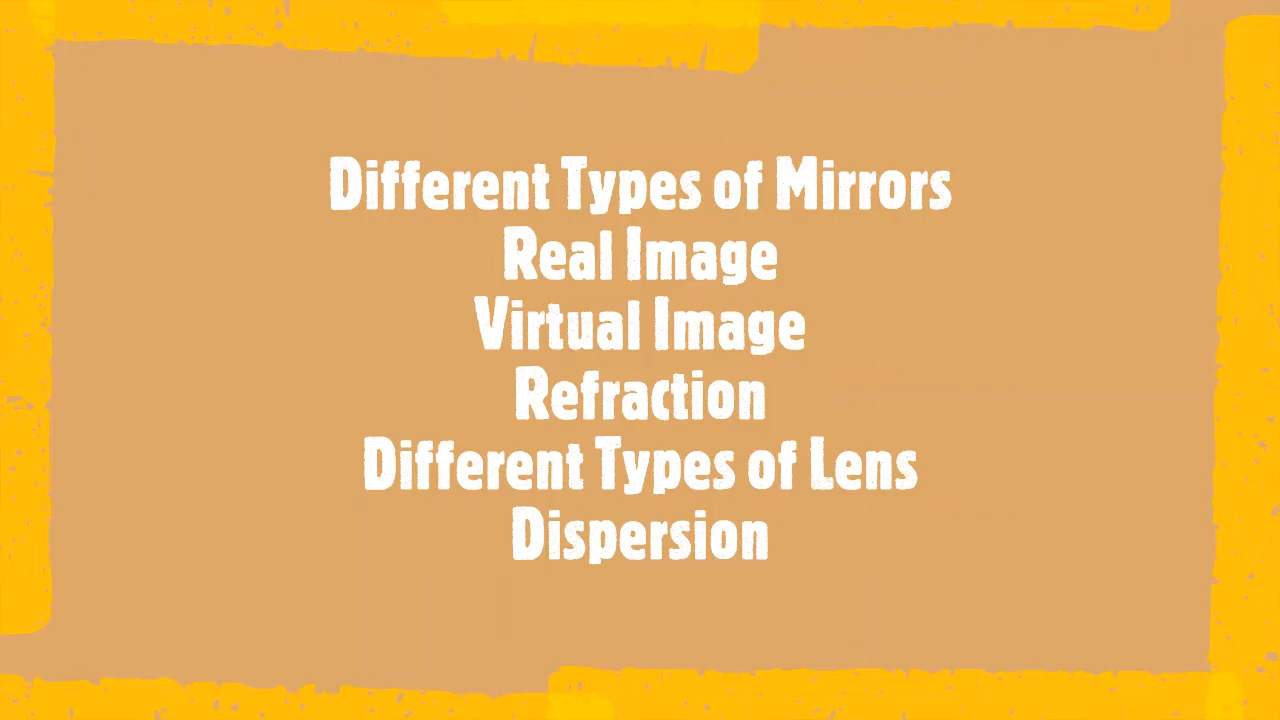 Different Types of Mirrors
Real Image
Virtual Image
Refraction
Different Types of Lens
Dispersion